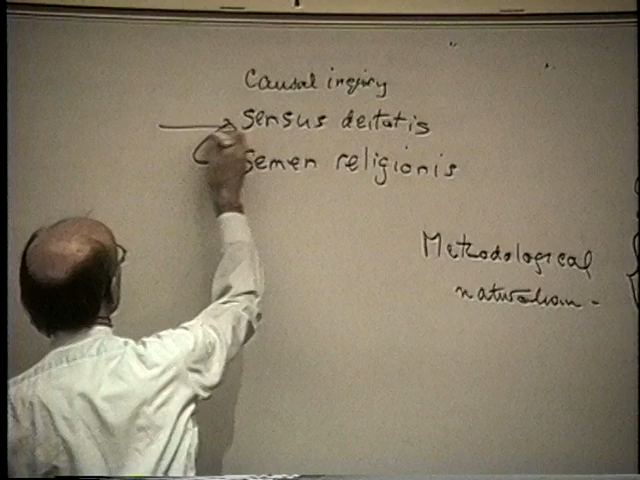 Causal inquiry
sensus deitatis
semen religionis
Methodological
naturalism -